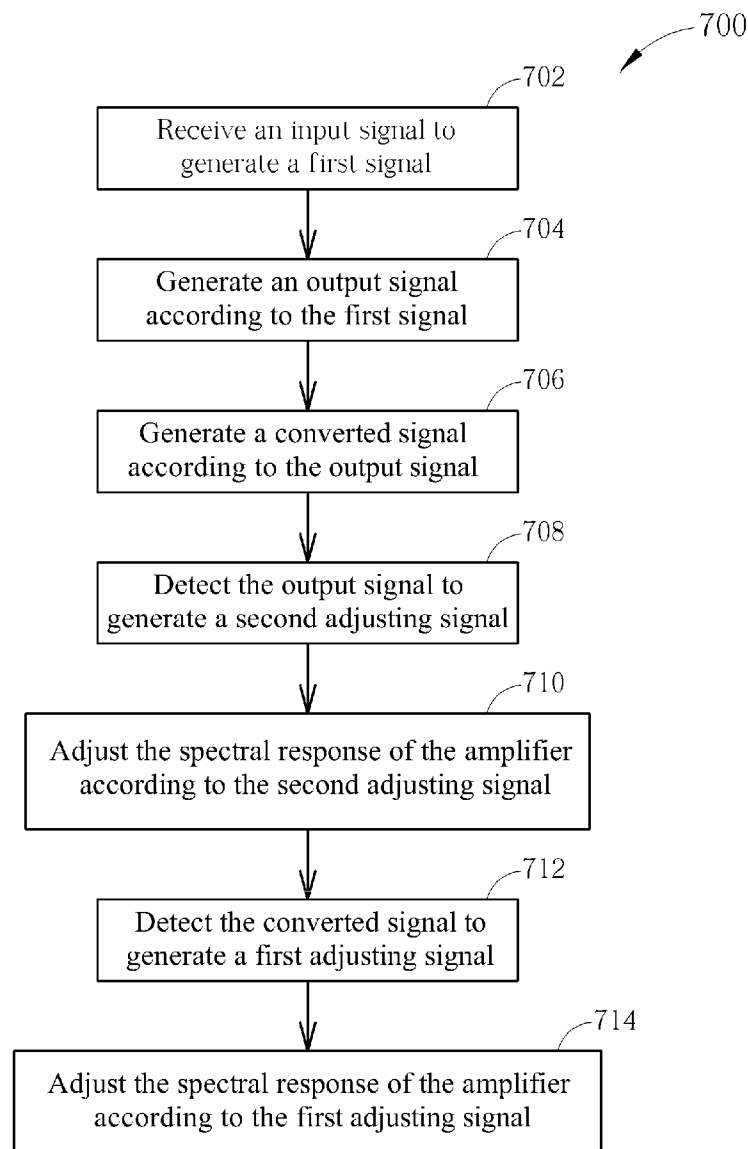 700
702
Receive an input signal to
generate a first signal
704
Generate an output signal
according to the first signal
706
Generate a converted signal
according to the output signal
708
Detect the output signal to
generate a second adjusting signal
710
Adjust the spectral response of the amplifier
according to the second adjusting signal
712
Detect the converted signal to
generate a first adjusting signal
714
Adjust the spectral response of the amplifier
according to the first adjusting signal